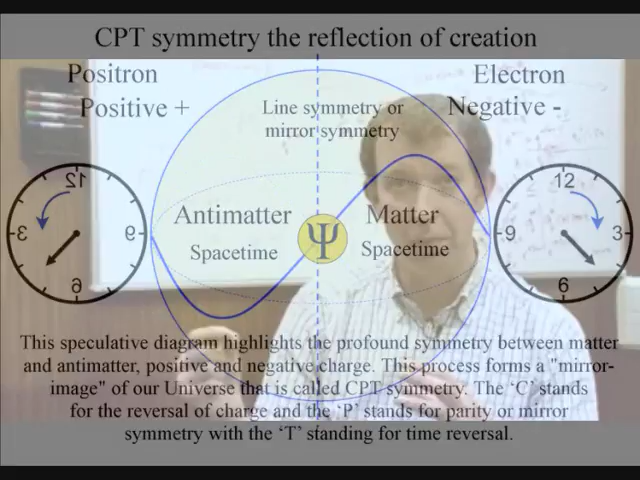 CPT symmetry the reflection of creation
Positron
Positive +
Electron
Negative -
Line symmetry or
mirror symmetry
12
3
9
6
12
9
3
6
Antimatter
Spacetime
Ψ
Matter
Spacetime
This speculative diagram highlights the profound symmetry between matter
and antimatter, positive and negative charge. This process forms a "mirror-
image" of our Universe that is called CPT symmetry. The ‘C’ stands
for the reversal of charge and the ‘P’ stands for parity or mirror
symmetry with the ‘T’ standing for time reversal.